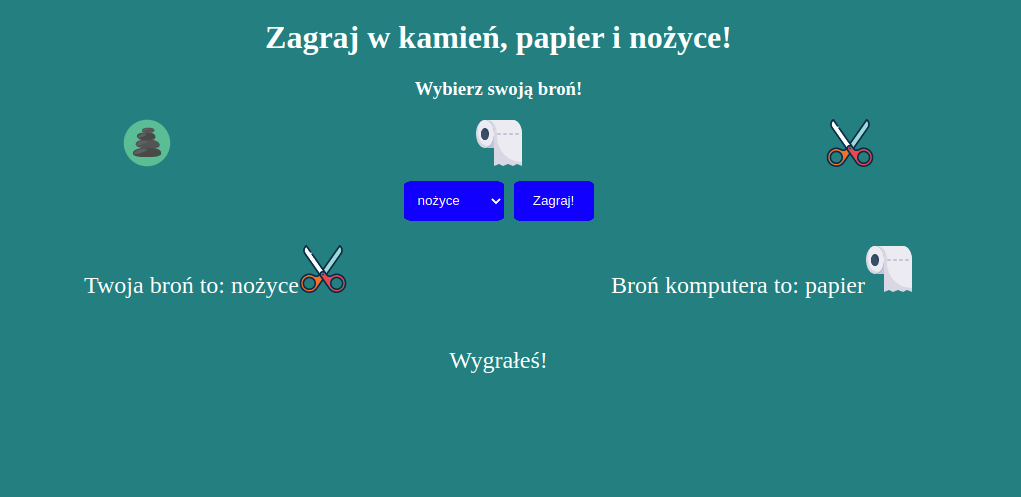 Zagraj w kamień, papier i nożyce!
Wybierz swoją broń!
nożyce
Zagraj!
Twoja broń to: nożyce
Broń komputera to: papier
Wygrałeś!